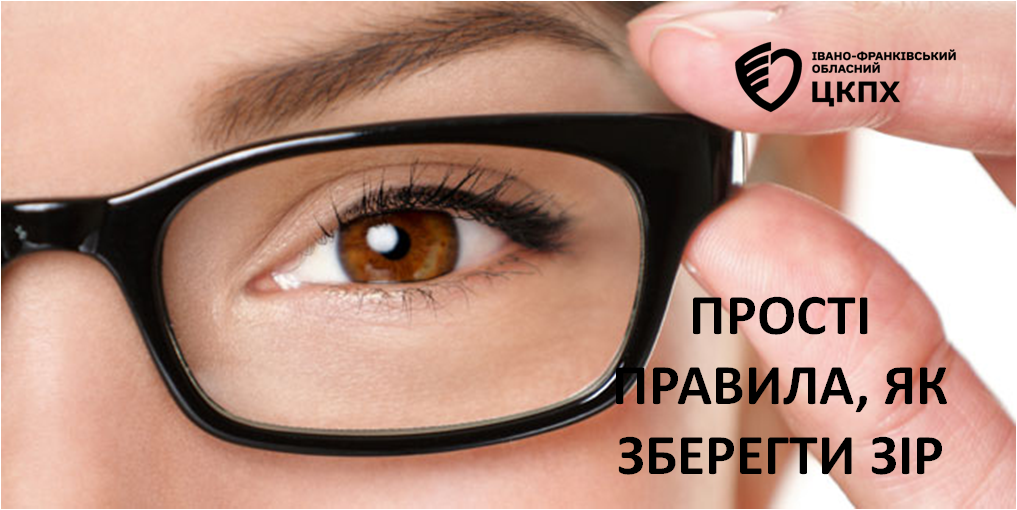 ІВАНО-ФРАНКІВСЬКИЙ
ОБЛАСНИЙ
ЦКПХ
ПРОСТІ
ПРАВИЛА, ЯК
ЗБЕРЕГТИ ЗІР